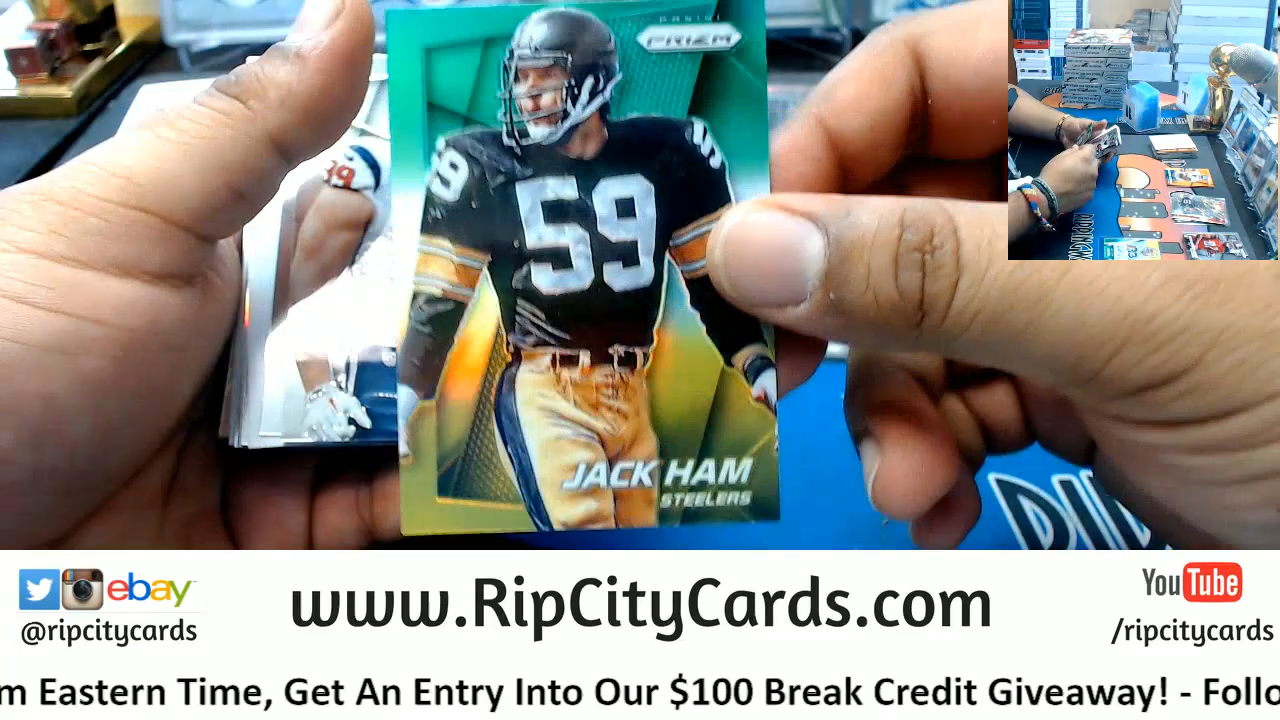 PANINI
PRIZM
59
59
JACK HAM
STEELERS
ebay
@ripcitycards
www.RipCityCards.com
YouTube
/ripcitycards
m Eastern Time, Get An Entry Into Our $100 Break Credit Giveaway! - Follo